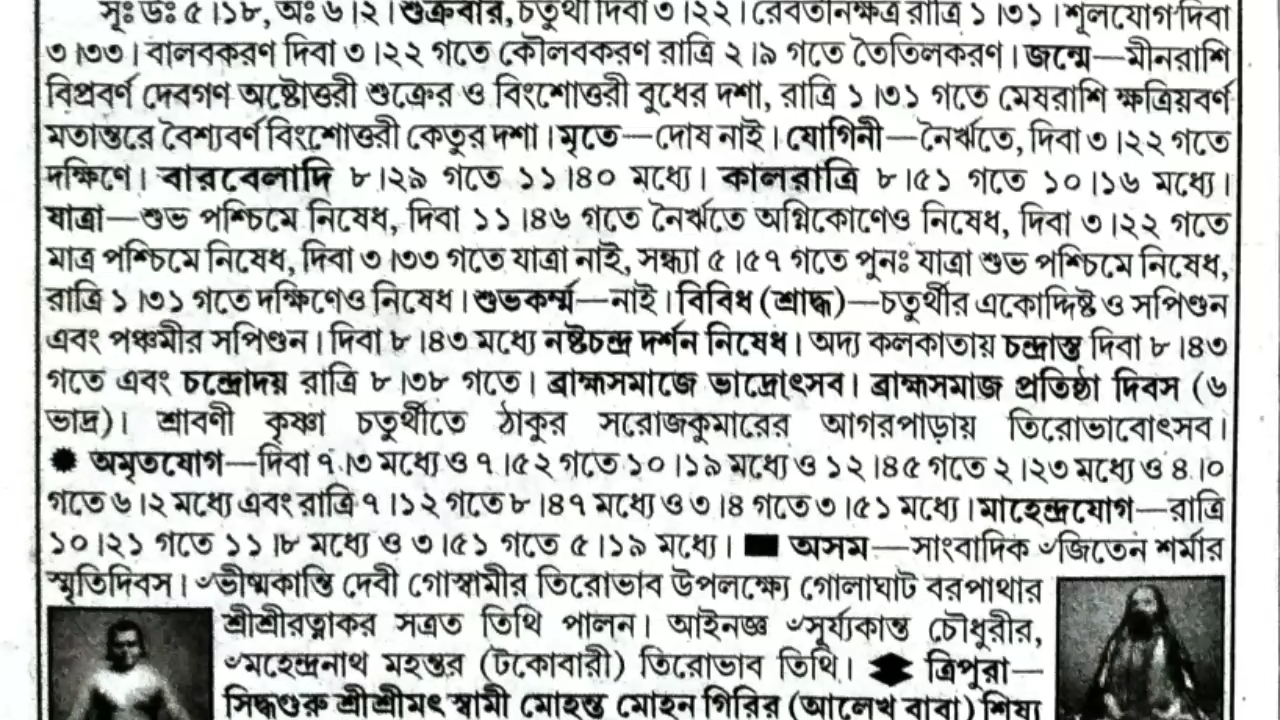 সূঃ উঃ ৫।১৮, অঃ ৬।২। শুক্রবার, চতুর্থী দিবা ৩।২২। রেবতীনক্ষত্র রাত্রি ১।৩১। শূলযোগ দিবা
৩।৩৩। বালবকরণ দিবা ৩।২২ গতে কৌলবকরণ রাত্রি ২।৯ গতে তৈতিলকরণ। জন্মে—মীনরাশি
বিপ্রবর্ণ দেবগণ অষ্টোত্তরী শুক্রের ও বিংশোত্তরী বুধের দশা, রাত্রি ১।৩১ গতে মেষরাশি ক্ষত্রিয়বর্ণ
মতান্তরে বৈশ্যবর্ণ বিংশোত্তরী কেতুর দশা। মৃতে—দোষ নাই। যোগিনী—নৈর্ঋতে, দিবা ৩।২২ গতে
দক্ষিণে। বারবেলাদি ৮।২৯ গতে ১১।৪০ মধ্যে। কালরাত্রি ৮।৫১ গতে ১০।১৬ মধ্যে।
যাত্রা—শুভ পশ্চিমে নিষেধ, দিবা ১১।৪৬ গতে নৈর্ঋতে অগ্নিকোণেও নিষেধ, দিবা ৩।২২ গতে
মাত্র পশ্চিমে নিষেধ, দিবা ৩।৩৩ গতে যাত্রা নাই, সন্ধ্যা ৫।৫৭ গতে পুনঃ যাত্রা শুভ পশ্চিমে নিষেধ,
রাত্রি ১।৩১ গতে দক্ষিণেও নিষেধ। শুভকর্ম্ম—নাই। বিবিধ (শ্রাদ্ধ)—চতুর্থীর একোদ্দিষ্ট ও সপিণ্ডন
এবং পঞ্চমীর সপিণ্ডন। দিবা ৮।৪৩ মধ্যে নষ্টচন্দ্র দর্শন নিষেধ। অদ্য কলকাতায় চন্দ্রাস্ত দিবা ৮।৪৩
গতে এবং চন্দ্রোদয় রাত্রি ৮।৩৮ গতে। ব্রাহ্মসমাজে ভাদ্রোৎসব। ব্রাহ্মসমাজ প্রতিষ্ঠা দিবস (৬
ভাদ্র)। শ্রাবণী কৃষ্ণা চতুর্থীতে ঠাকুর সরোজকুমারের আগরপাড়ায় তিরোভাবোৎসব।
✹ অমৃতযোগ—দিবা ৭।৩ মধ্যে ও ৭।৫২ গতে ১০।১৯ মধ্যে ও ১২।৪৫ গতে ২।২৩ মধ্যে ও ৪।০
গতে ৬।২ মধ্যে এবং রাত্রি ৭।১২ গতে ৮।৪৭ মধ্যে ও ৩।৪ গতে ৩।৫১ মধ্যে। মাহেন্দ্রযোগ—রাত্রি
১০।২১ গতে ১১।৮ মধ্যে ও ৩।৫১ গতে ৫।১৯ মধ্যে। ■ অসম—সাংবাদিক ৺জিতেন শর্মার
স্মৃতিদিবস। ৺ভীষ্মকান্তি দেবী গোস্বামীর তিরোভাব উপলক্ষ্যে গোলাঘাট বরপাথার
শ্রীশ্রীরত্নাকর সত্রত তিথি পালন। আইনজ্ঞ ৺সূর্য্যকান্ত চৌধুরীর,
৺মহেন্দ্রনাথ মহন্তর (টকোবারী) তিরোভাব তিথি। ◆ ত্রিপুরা—
সিদ্ধগুরু শ্রীশ্রীমৎ স্বামী মোহন্ত মোহন গিরির (আলেখ বাবা) শিষ্য